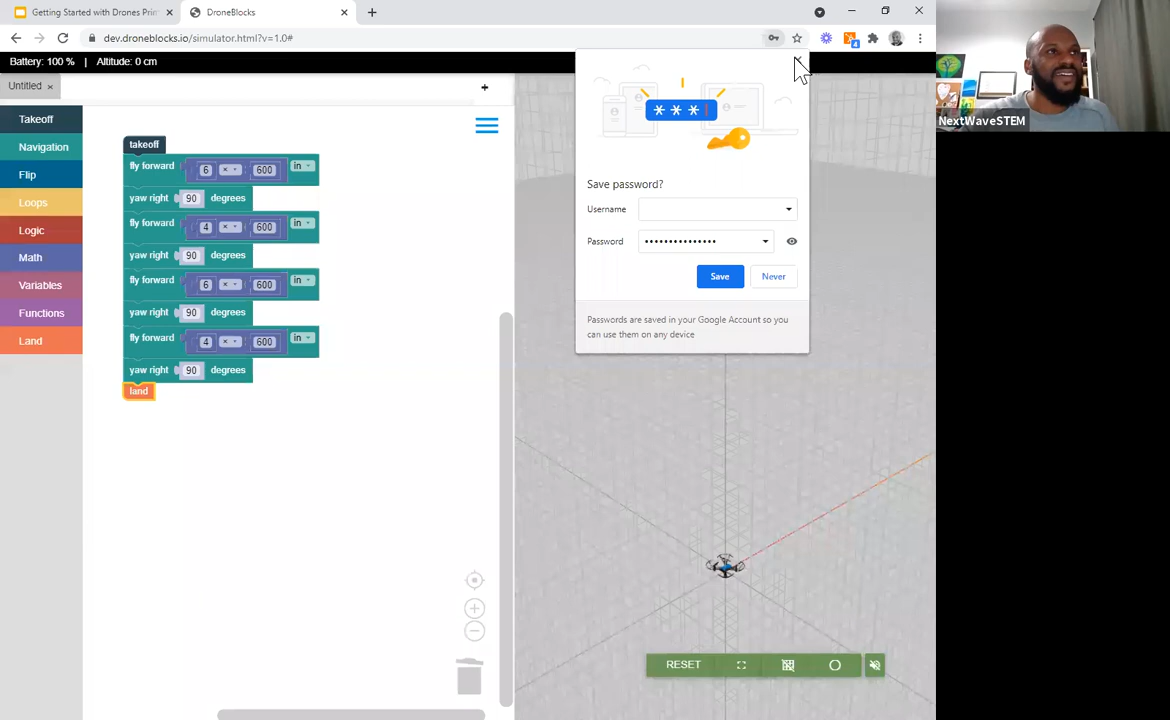 Getting Started with Drones Prim
DroneBlocks
dev.droneblocks.io/simulator.html?v=1.0#
4
Battery: 100 % | Altitude: 0 cm
Untitled
Takeoff
Navigation
Flip
Loops
Logic
Math
Variables
Functions
Land
takeoff
fly forward 6 × 600 in
yaw right 90 degrees
fly forward 4 × 600 in
yaw right 90 degrees
fly forward 6 × 600 in
yaw right 90 degrees
fly forward 4 × 600 in
yaw right 90 degrees
land
Save password?
Username
Password •••••••••••••••
Save Never
Passwords are saved in your Google Account so you
can use them on any device
RESET
NextWaveSTEM